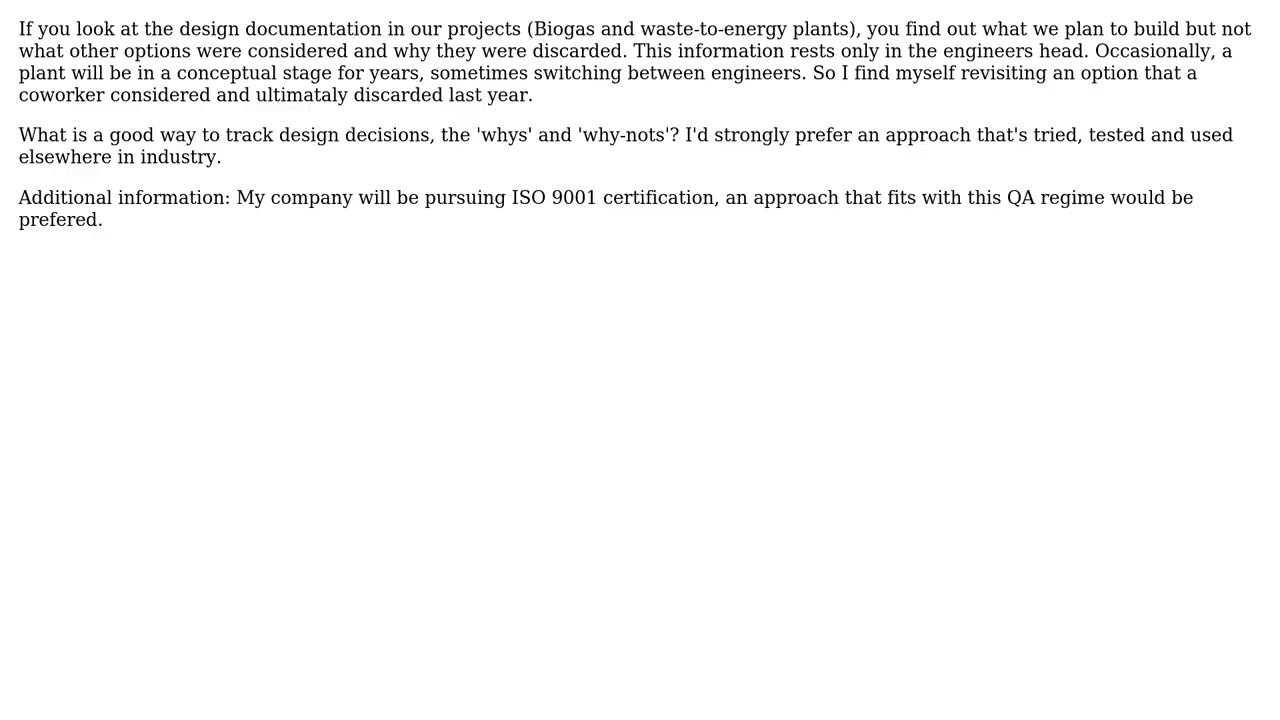 If you look at the design documentation in our projects (Biogas and waste-to-energy plants), you find out what we plan to build but not
what other options were considered and why they were discarded. This information rests only in the engineers head. Occasionally, a
plant will be in a conceptual stage for years, sometimes switching between engineers. So I find myself revisiting an option that a
coworker considered and ultimataly discarded last year.
What is a good way to track design decisions, the 'whys' and 'why-nots'? I'd strongly prefer an approach that's tried, tested and used
elsewhere in industry.
Additional information: My company will be pursuing ISO 9001 certification, an approach that fits with this QA regime would be
prefered.